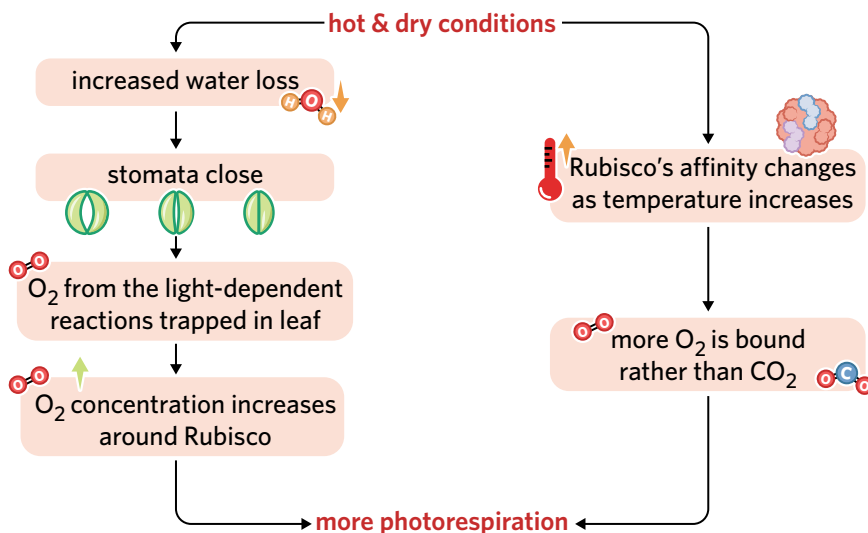 hot & dry conditions
increased water loss
H O H
stomata close
O O
O₂ from the light-dependent
reactions trapped in leaf
O O
O₂ concentration increases
around Rubisco
Rubisco’s affinity changes
as temperature increases
O O
more O₂ is bound
rather than CO₂
O C O
more photorespiration